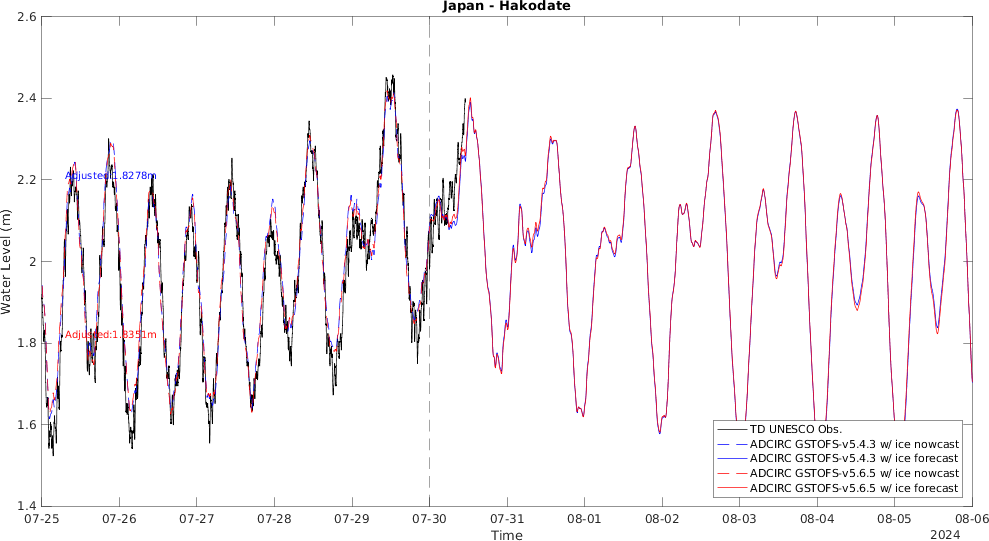 Japan - Hakodate
Water Level (m)
2.6
2.4
2.2
2
1.8
1.6
1.4
Adjusted:1.8278m
Adjusted:1.8351m
TD UNESCO Obs.
ADCIRC GSTOFS-v5.4.3 w/ ice nowcast
ADCIRC GSTOFS-v5.4.3 w/ ice forecast
ADCIRC GSTOFS-v5.6.5 w/ ice nowcast
ADCIRC GSTOFS-v5.6.5 w/ ice forecast
07-25 07-26 07-27 07-28 07-29 07-30 07-31 08-01 08-02 08-03 08-04 08-05 08-06
Time
2024